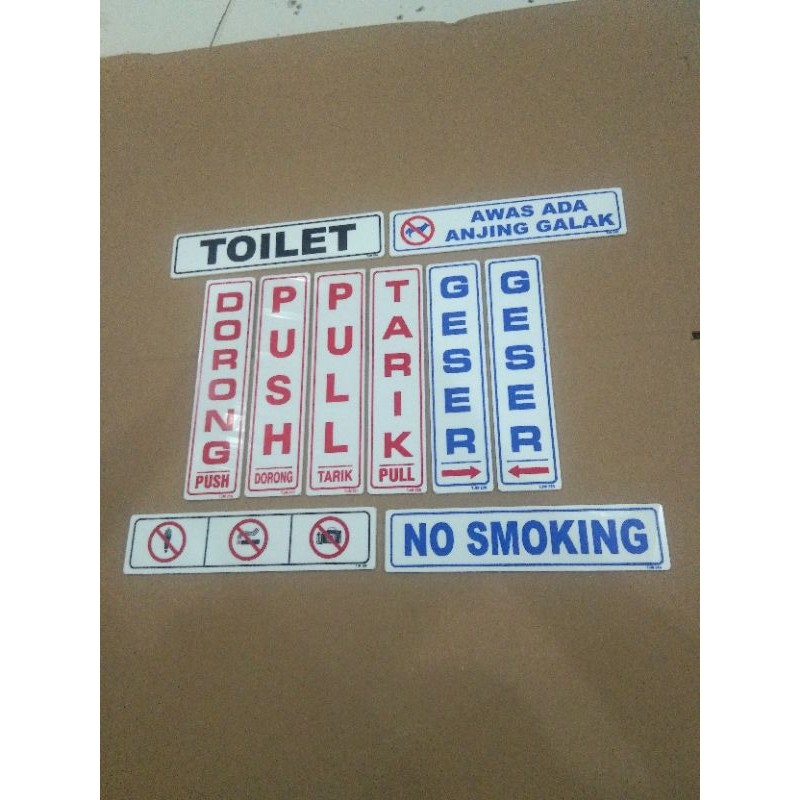 TOILET
AWAS ADA
ANJING GALAK
DORONG
PUSH
PUSH
DORONG
PULL
TARIK
TARIK
PULL
GESER
GESER
NO SMOKING